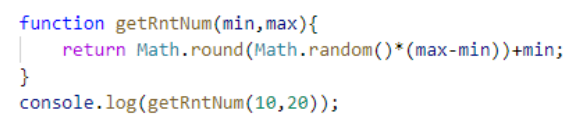 function getRntNum(min,max){
    return Math.round(Math.random()*(max-min))+min;
}
console.log(getRntNum(10,20));